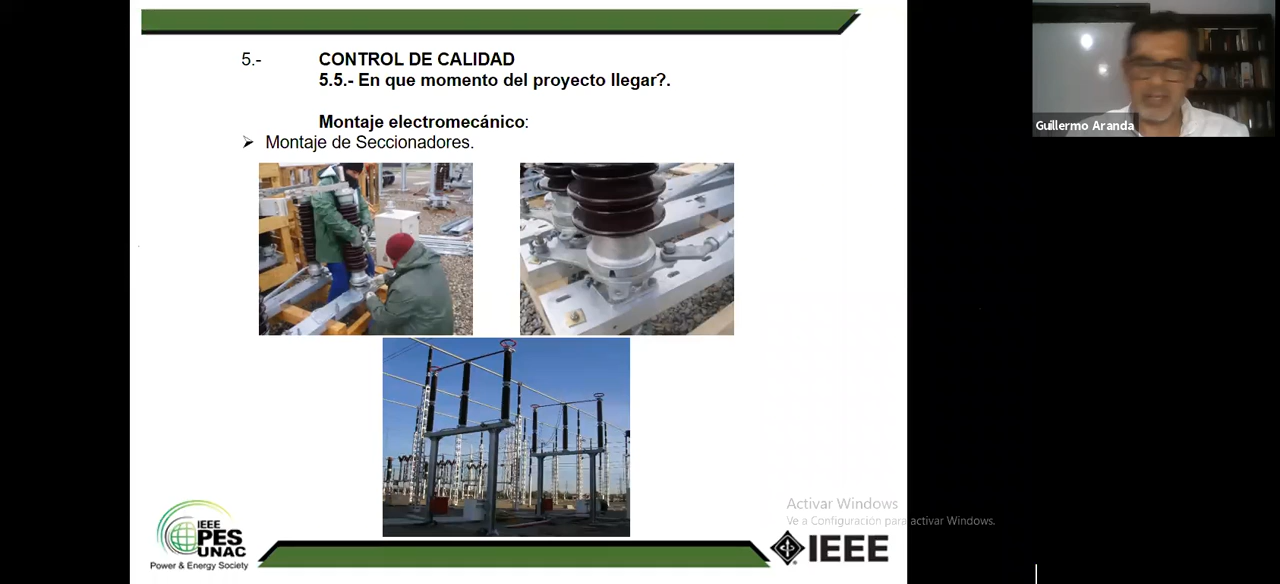 5.- CONTROL DE CALIDAD
5.5.- En que momento del proyecto llegar?.
Montaje electromecánico:
Montaje de Seccionadores.
Guillermo Aranda
Activar Windows
Ve a Configuración para activar Windows.
IEEE
PES
UNAC
Power & Energy Society
IEEE